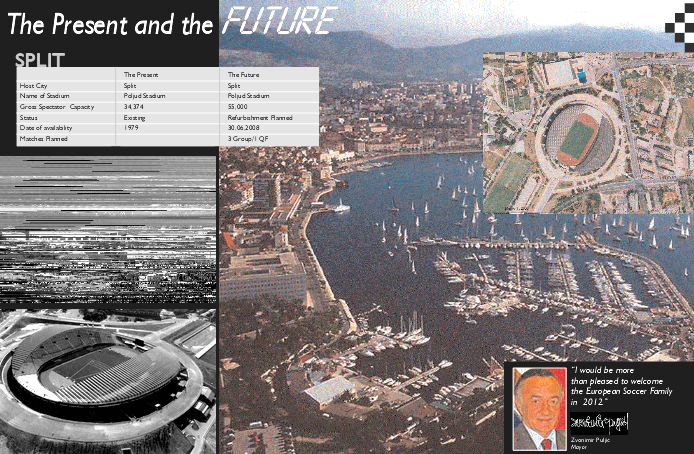 The Present and the FUTURE
SPLIT
The Present The Future
Host City Split Split
Name of Stadium Poljud Stadium Poljud Stadium
Gross Spectator Capacity 34,374 55,000
Status Existing Refurbishment Planned
Date of availability 1979 30.06.2008
Matches Planned 3 Group/1 QF
"I would be more
than pleased to welcome
the European Soccer Family
in 2012."
Zvonimir Puljić
Mayor